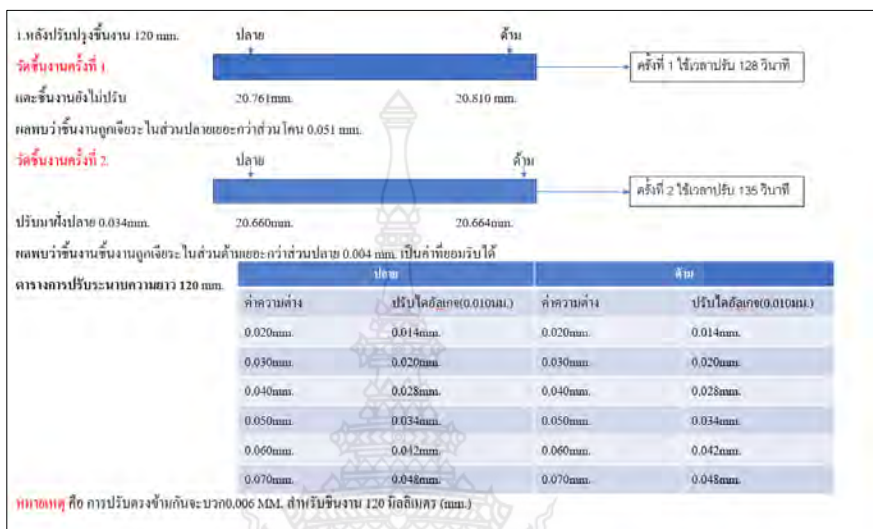 1.หลังปรับปรุงชิ้นงาน 120 mm.
ปลาย ด้าม
วัดชิ้นงานครั้งที่ 1
ครั้งที่ 1 ใช้เวลาปรับ 128 วินาที
และชิ้นงานยังไม่ปรับ 20.761mm. 20.810 mm.
ผลพบว่าชิ้นงานถูกเจียระไนส่วนปลายเยอะกว่าส่วนโคน 0.051 mm.
วัดชิ้นงานครั้งที่ 2. ปลาย ด้าม
ครั้งที่ 2 ใช้เวลาปรับ 135 วินาที
ปรับมาฝั่งปลาย 0.034mm. 20.660mm. 20.664mm.
ผลพบว่าชิ้นงานชิ้นงานถูกเจียระไนส่วนด้ามเยอะกว่าส่วนปลาย 0.004 mm. เป็นค่าที่ยอมรับได้
ตารางการปรับระนาบความยาว 120 mm.
ปลาย ด้าม
ค่าความต่าง ปรับไดอัลเกจ(0.010มม.) ค่าความต่าง ปรับไดอัลเกจ(0.010มม.)
0.020mm. 0.014mm. 0.020mm. 0.014mm.
0.030mm. 0.020mm. 0.030mm. 0.020mm.
0.040mm. 0.028mm. 0.040mm. 0.028mm.
0.050mm. 0.034mm. 0.050mm. 0.034mm.
0.060mm. 0.042mm. 0.060mm. 0.042mm.
0.070mm. 0.048mm. 0.070mm. 0.048mm.
หมายเหตุ คือ การปรับตรงข้ามกันจะบวก0.006 MM. สำหรับชิ้นงาน 120 มิลลิเมตร (mm.)